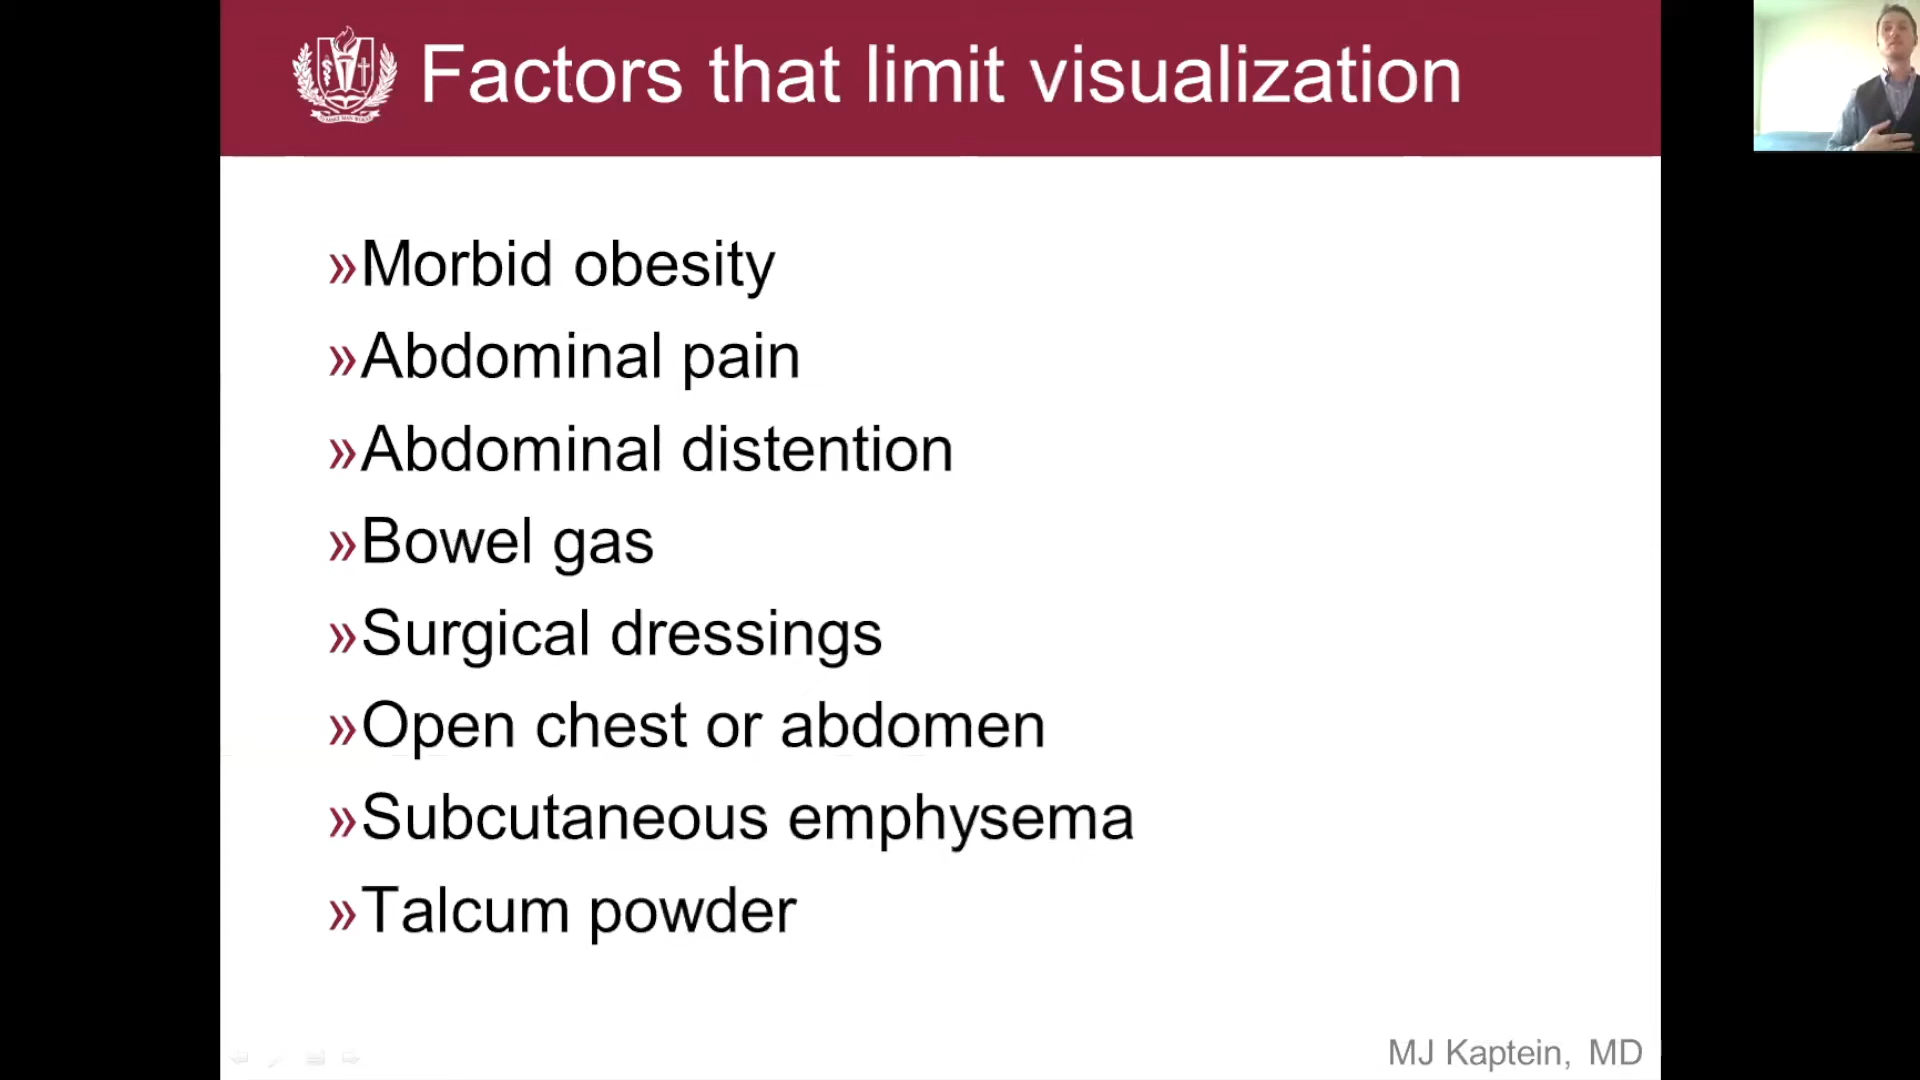 Factors that limit visualization
»Morbid obesity
»Abdominal pain
»Abdominal distention
»Bowel gas
»Surgical dressings
»Open chest or abdomen
»Subcutaneous emphysema
»Talcum powder
MJ Kaptein, MD